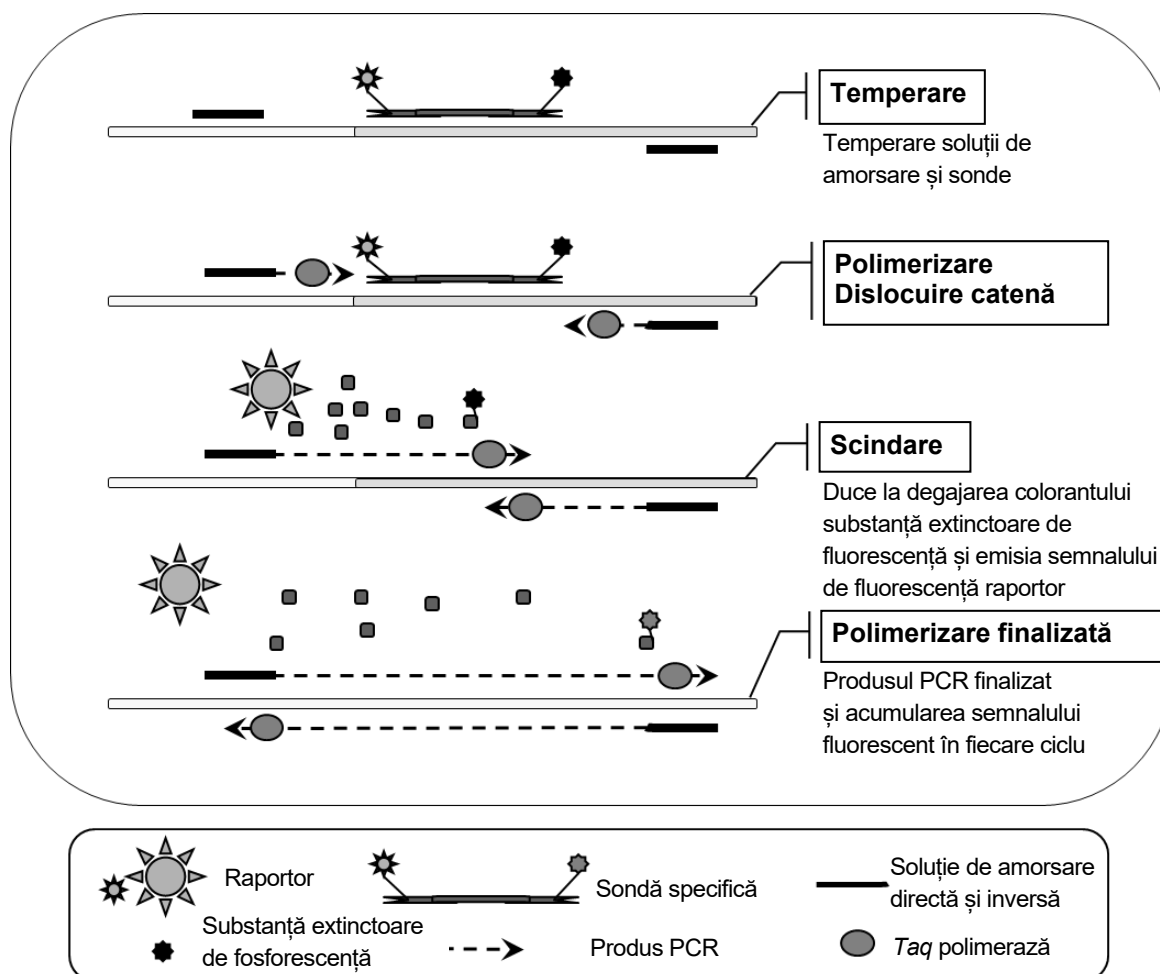 Temperare
Temperare soluții de
amorsare și sonde
Polimerizare
Dislocuire catenă
Scindare
Duce la degajarea colorantului
substanță extinctoare de
fluorescență și emisia semnalului
de fluorescență raportor
Polimerizare finalizată
Produsul PCR finalizat
și acumularea semnalului
fluorescent în fiecare ciclu
Raportor
Sondă specifică
Soluție de amorsare
directă și inversă
Substanță extinctoare
de fosforescență
Produs PCR
Taq polimerază